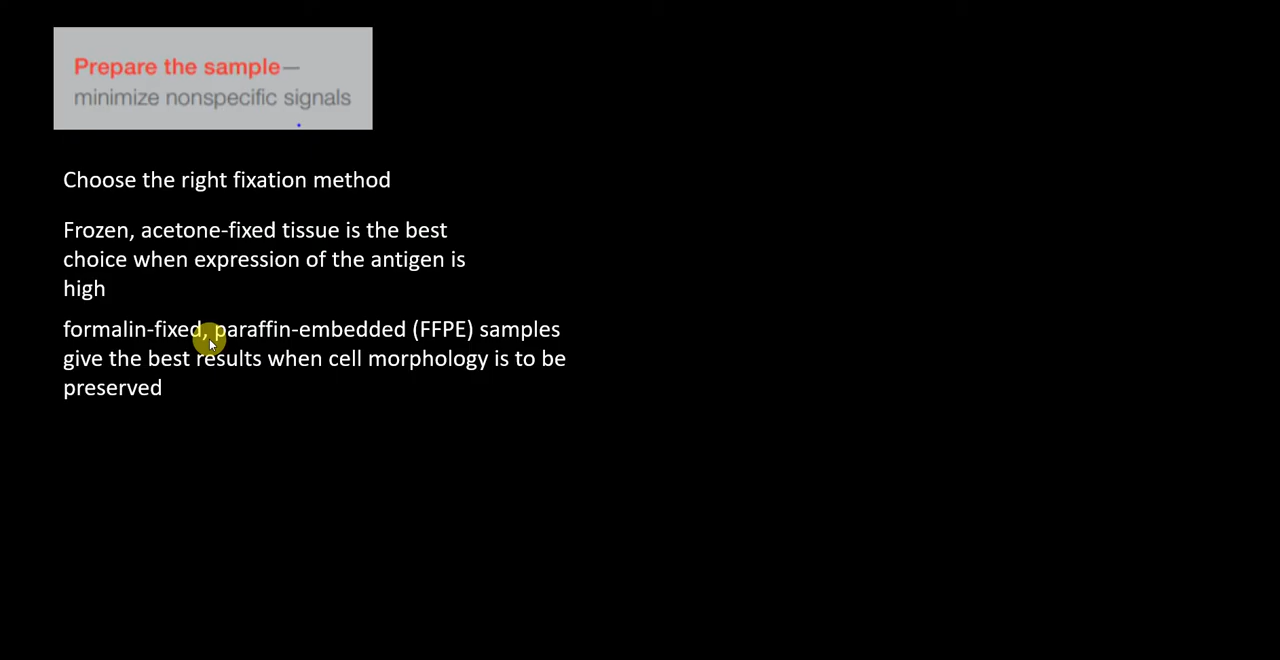 Prepare the sample—
minimize nonspecific signals
Choose the right fixation method
Frozen, acetone-fixed tissue is the best
choice when expression of the antigen is
high
formalin-fixed, paraffin-embedded (FFPE) samples
give the best results when cell morphology is to be
preserved